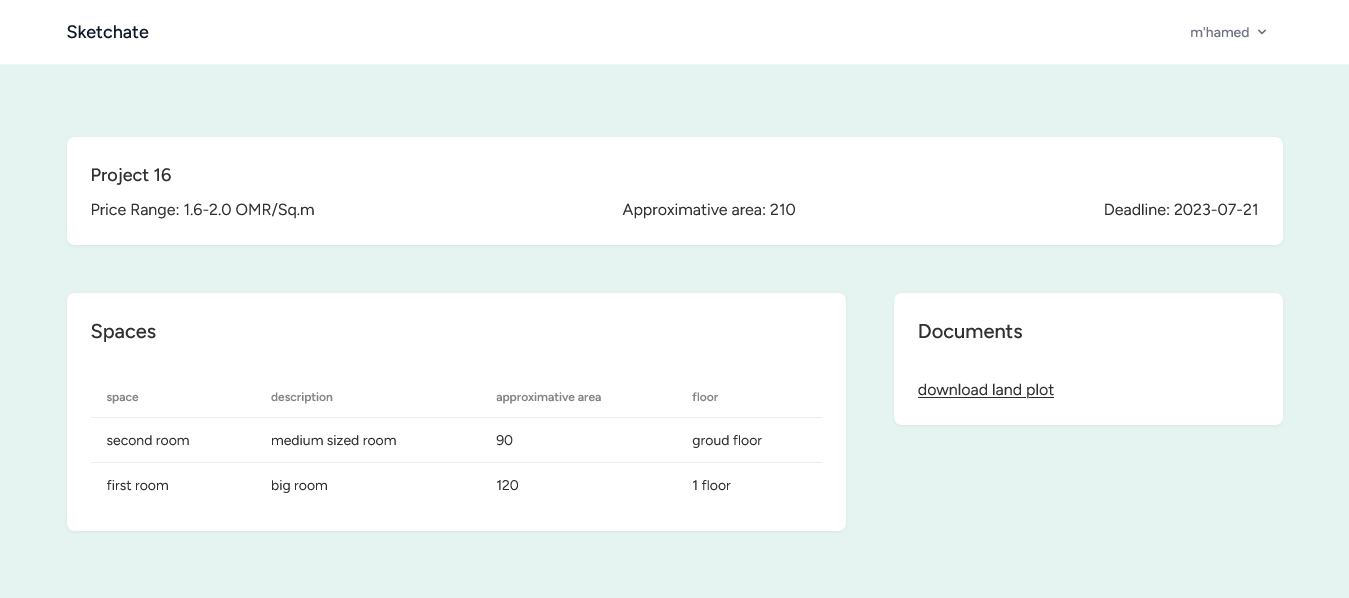 Sketchate
m'hamed
Project 16
Price Range: 1.6-2.0 OMR/Sq.m Approximative area: 210 Deadline: 2023-07-21
Spaces
space description approximative area floor
second room medium sized room 90 groud floor
first room big room 120 1 floor
Documents
download land plot